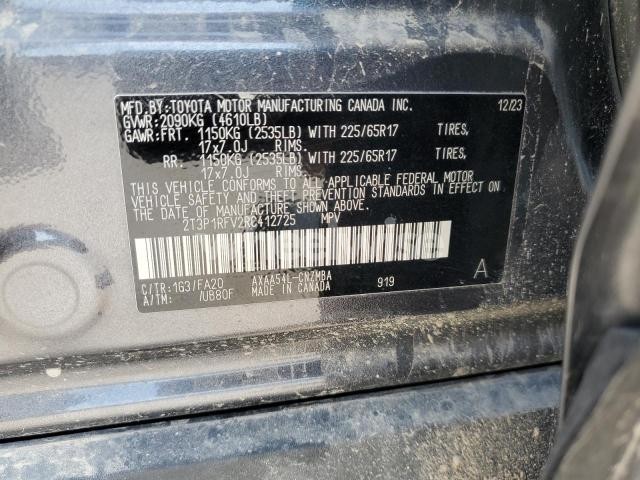 MFD.BY:TOYOTA MOTOR MANUFACTURING CANADA INC. 12/23
GVWR:2090KG (4610LB)
GAWR:FRT. 1150KG (2535LB) WITH 225/65R17 TIRES,
17x7.0J RIMS.
RR. 1150KG (2535LB) WITH 225/65R17 TIRES,
17x7.0J RIMS.
THIS VEHICLE CONFORMS TO ALL APPLICABLE FEDERAL MOTOR
VEHICLE SAFETY AND THEFT PREVENTION STANDARDS IN EFFECT ON
THE DATE OF MANUFACTURE SHOWN ABOVE.
2T3P1RFV2RC412725 MPV
C/TR:1G3/FA20 AXAA54L-CNZMBA 919 A
A/TM: /UB80F MADE IN CANADA